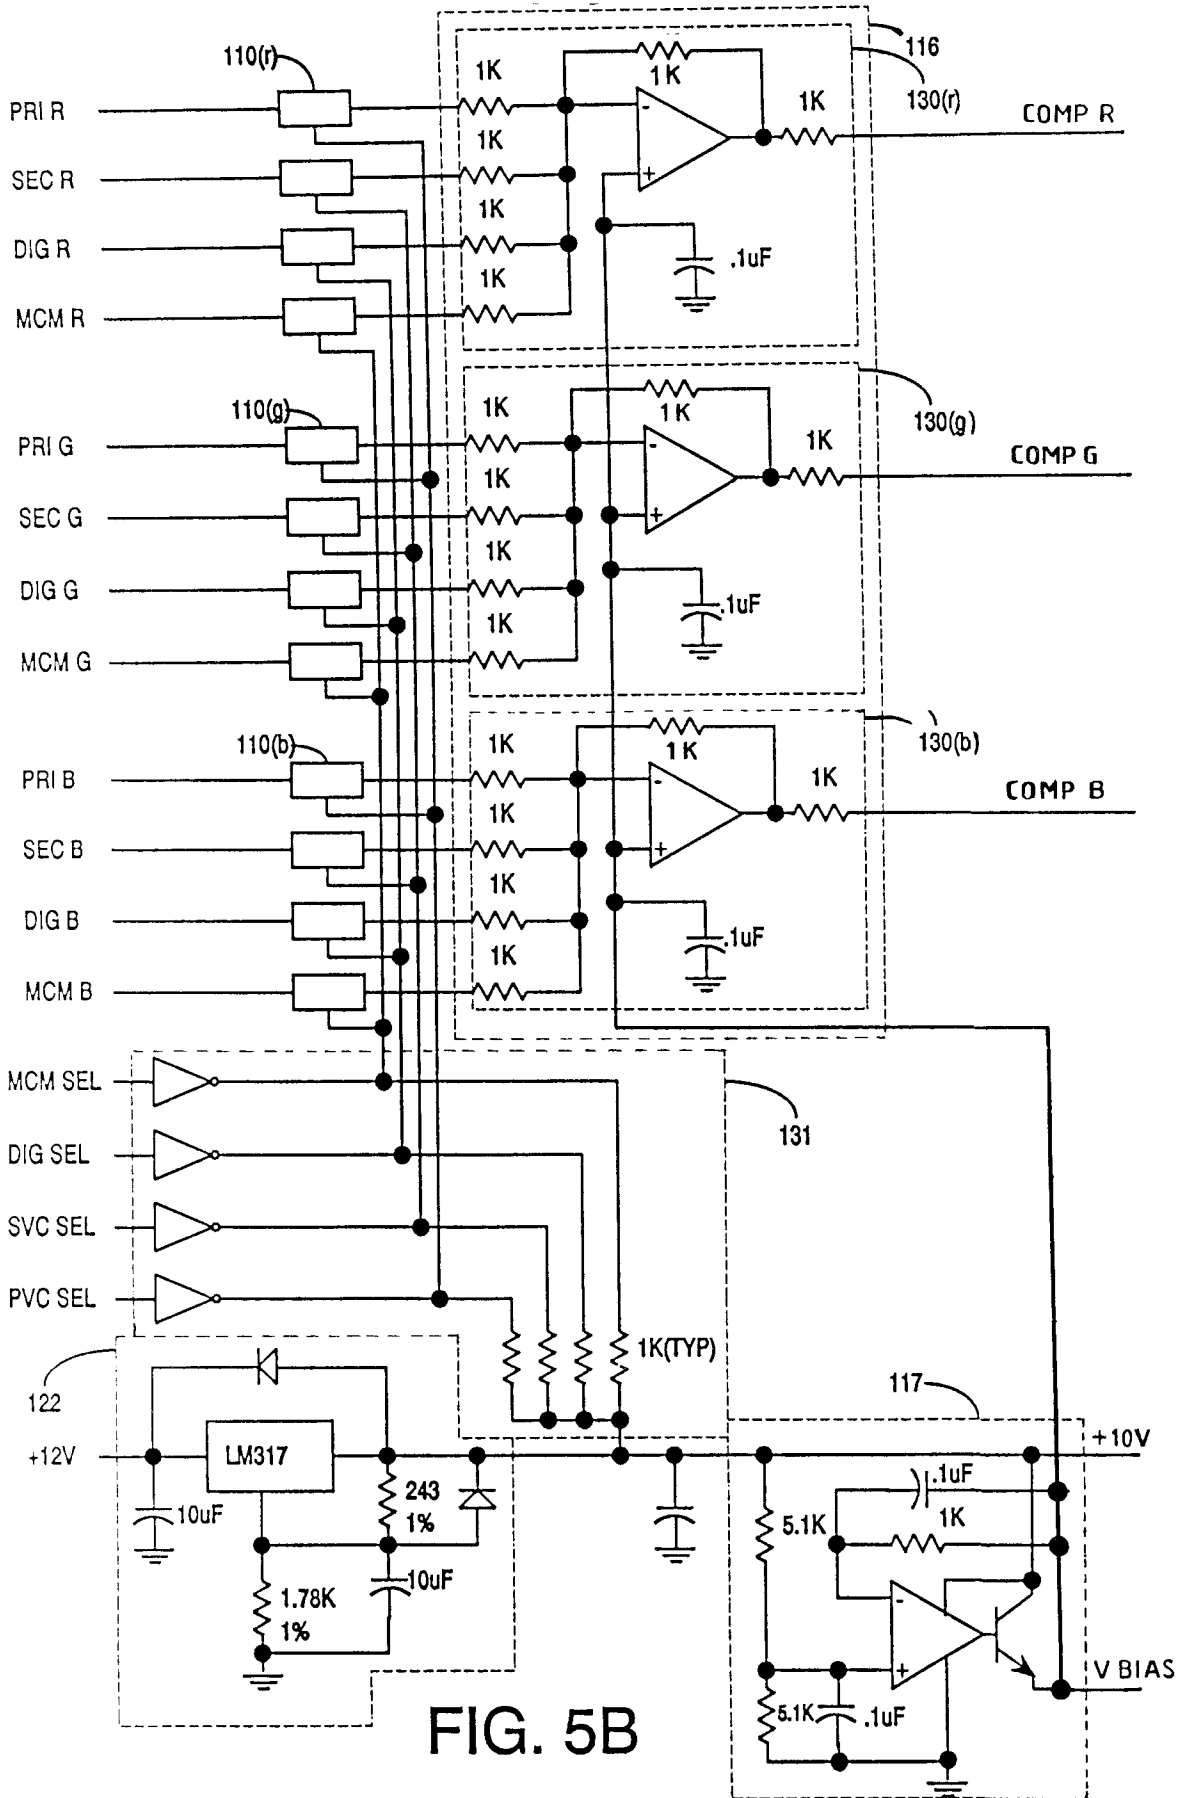 116
110(r)
1K
1K
130(r)
PRI R
1K
COMP R
1K
SEC R
1K
DIG R
.1uF
1K
MCM R
110(g)
1K
1K
130(g)
PRI G
1K
COMP G
1K
SEC G
1K
DIG G
.1uF
1K
MCM G
110(b)
1K
1K
130(b)
PRI B
1K
COMP B
1K
SEC B
1K
DIG B
.1uF
1K
MCM B
MCM SEL
131
DIG SEL
SVC SEL
PVC SEL
1K(TYP)
122
117
+12V
LM317
+10V
243
1%
10uF
.1uF
5.1K
1K
10uF
1.78K
1%
V BIAS
5.1K
.1uF
FIG. 5B
-
+
-
+
-
+
-
+